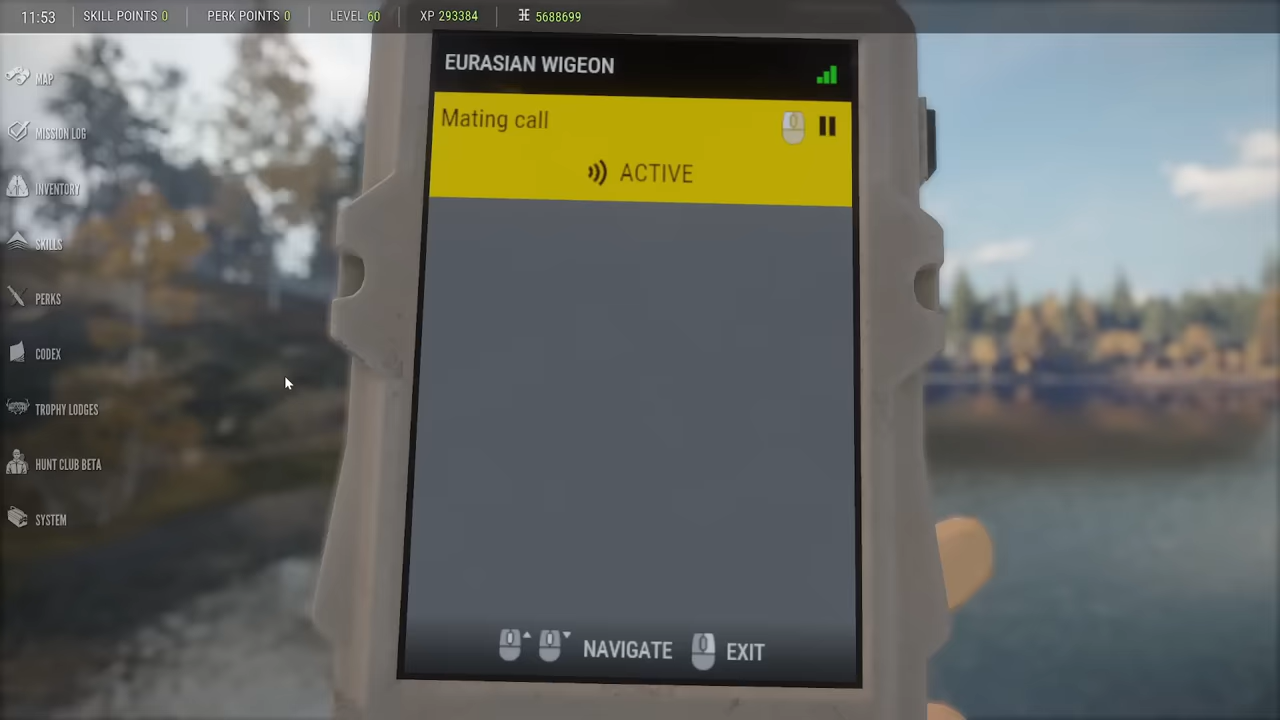 11:53 SKILL POINTS 0 PERK POINTS 0 LEVEL 60 XP 293384 5688699
EURASIAN WIGEON
Mating call
ACTIVE
MAP
MISSION LOG
INVENTORY
SKILLS
PERKS
CODEX
TROPHY LODGES
HUNT CLUB BETA
SYSTEM
NAVIGATE EXIT